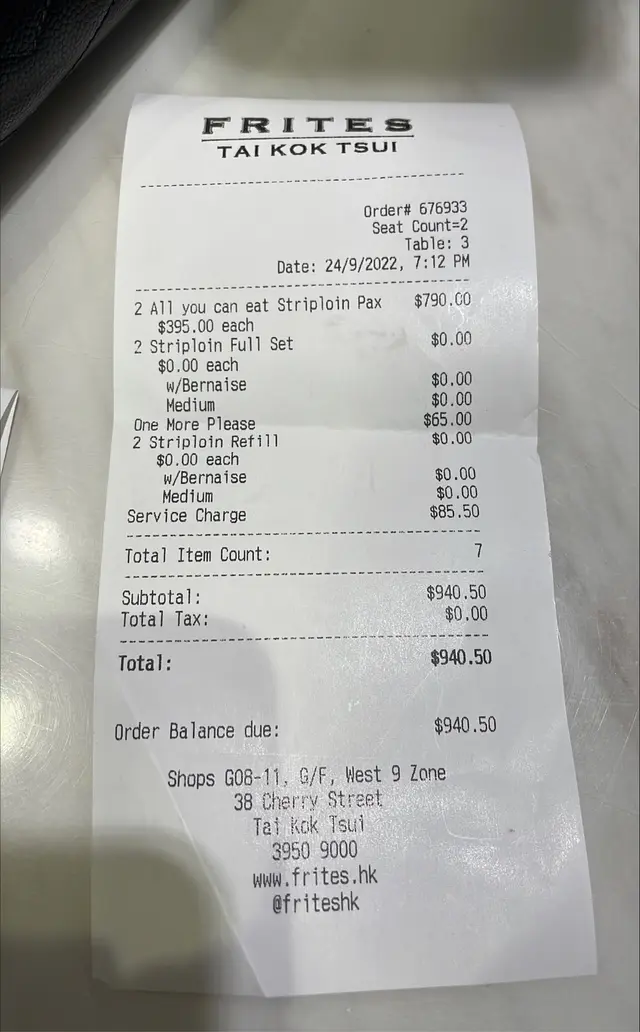 FRITES
TAI KOK TSUI
Order# 676933
Seat Count=2
Table: 3
Date: 24/9/2022, 7:12 PM
2 All you can eat Striploin Pax $790.00
$395.00 each
2 Striploin Full Set $0.00
$0.00 each
w/Bernaise $0.00
Medium $0.00
One More Please $65.00
2 Striploin Refill $0.00
$0.00 each
w/Bernaise $0.00
Medium $0.00
Service Charge $85.50
Total Item Count: 7
Subtotal: $940.50
Total Tax: $0.00
Total: $940.50
Order Balance due: $940.50
Shops G08-11, G/F, West 9 Zone
38 Cherry Street
Tai Kok Tsui
3950 9000
www.frites.hk
@friteshk